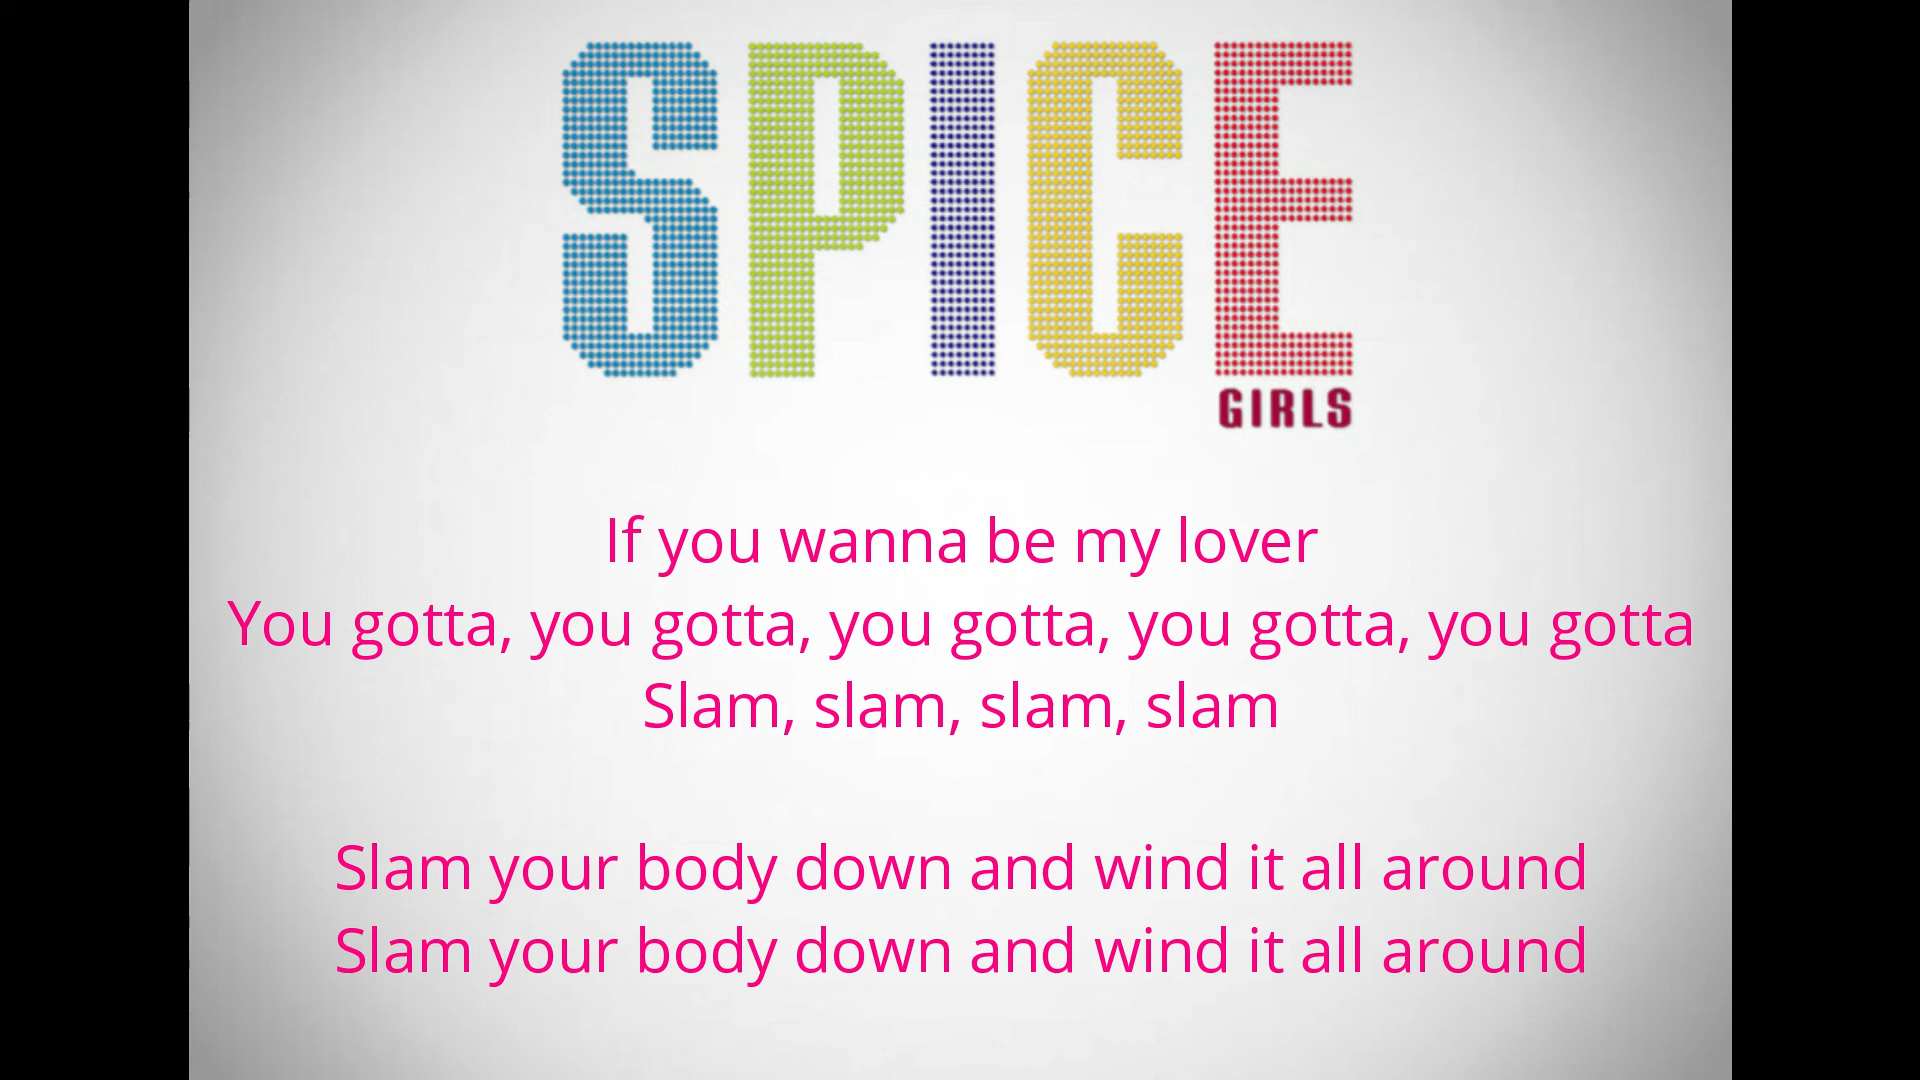 SPICE
GIRLS
If you wanna be my lover
You gotta, you gotta, you gotta, you gotta, you gotta
Slam, slam, slam, slam
Slam your body down and wind it all around
Slam your body down and wind it all around